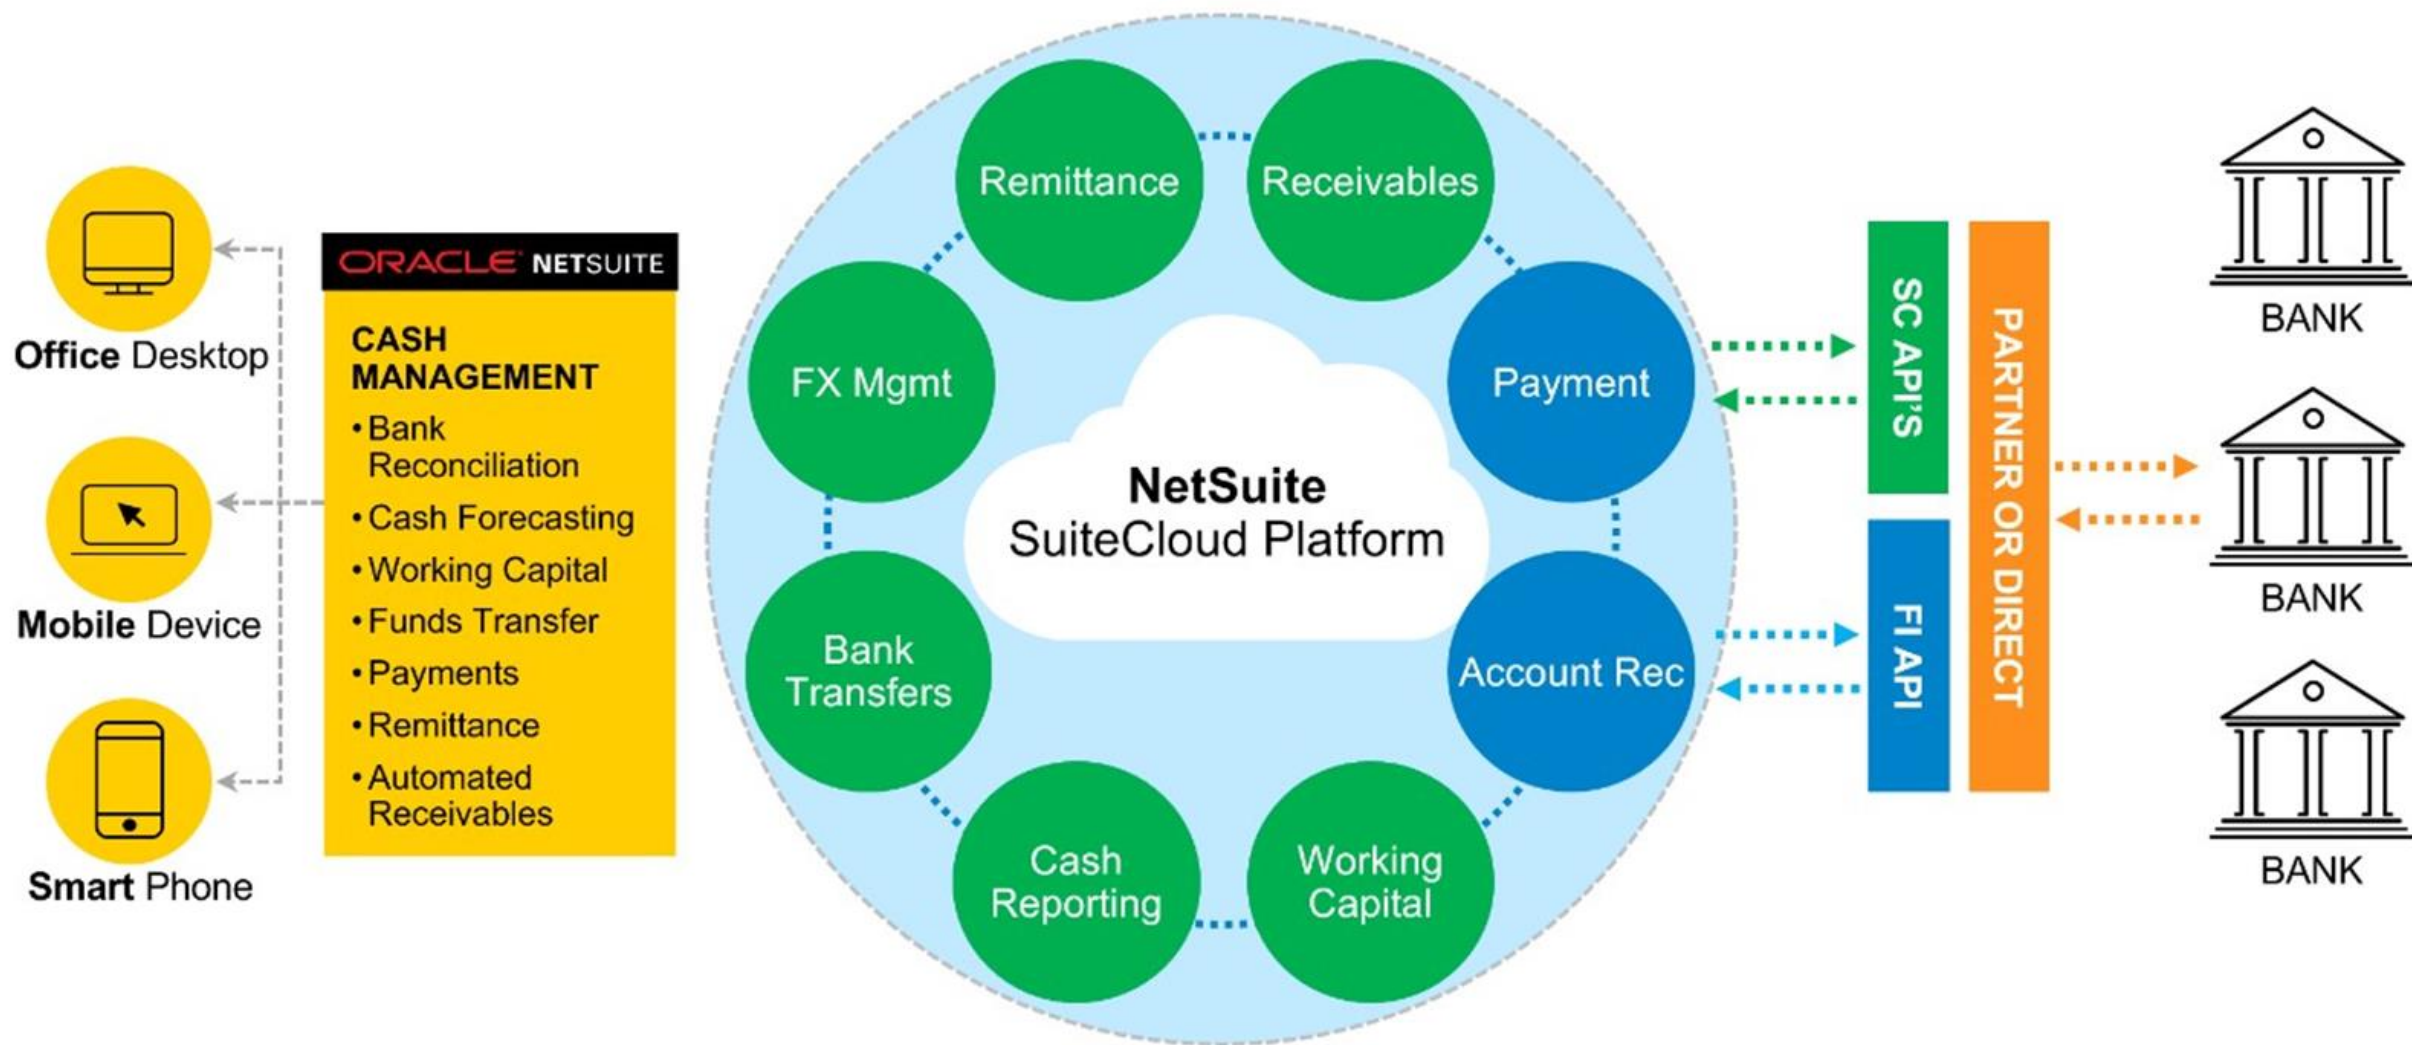 Office Desktop
Mobile Device
Smart Phone
ORACLE NETSUITE
CASH
MANAGEMENT
• Bank
Reconciliation
• Cash Forecasting
• Working Capital
• Funds Transfer
• Payments
• Remittance
• Automated
Receivables
Remittance
Receivables
FX Mgmt
Payment
NetSuite
SuiteCloud Platform
Bank
Transfers
Account Rec
Cash
Reporting
Working
Capital
SC API'S
FI API
PARTNER OR DIRECT
BANK
BANK
BANK